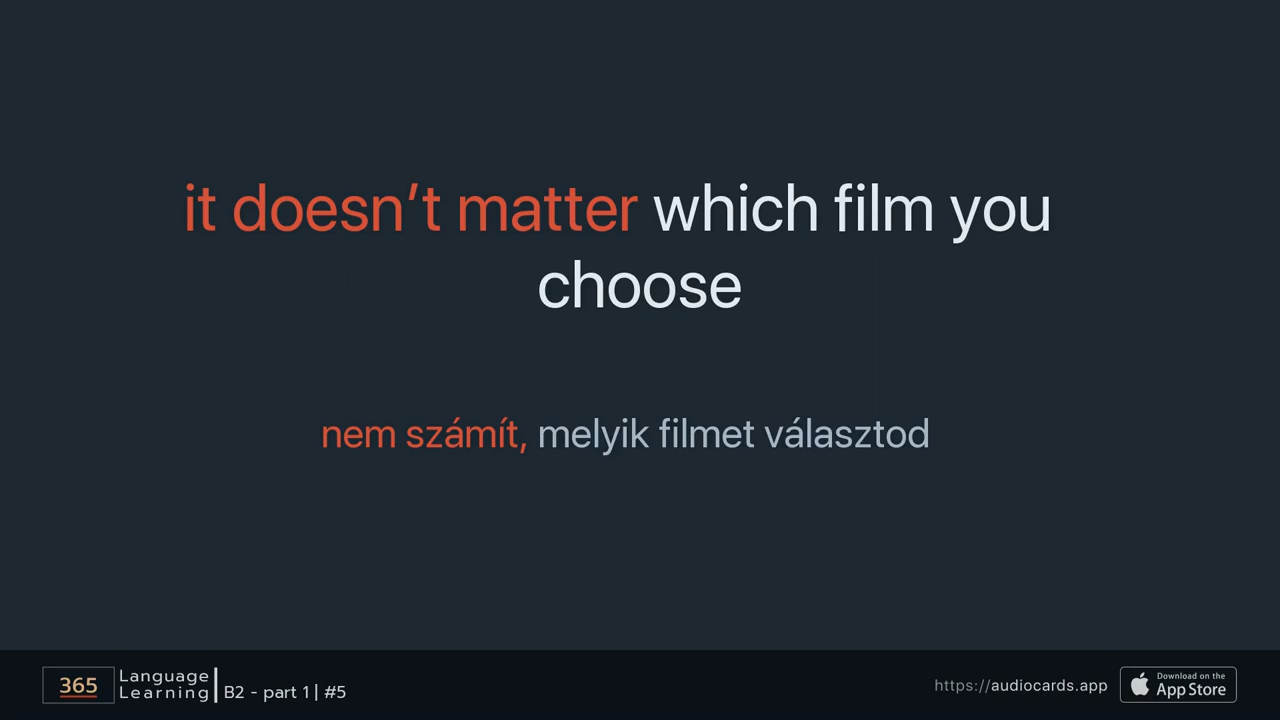 it doesn’t matter which film you
choose
nem számít, melyik filmet választod
365
Language
Learning
B2 - part 1 | #5
https://audiocards.app
Download on the
App Store